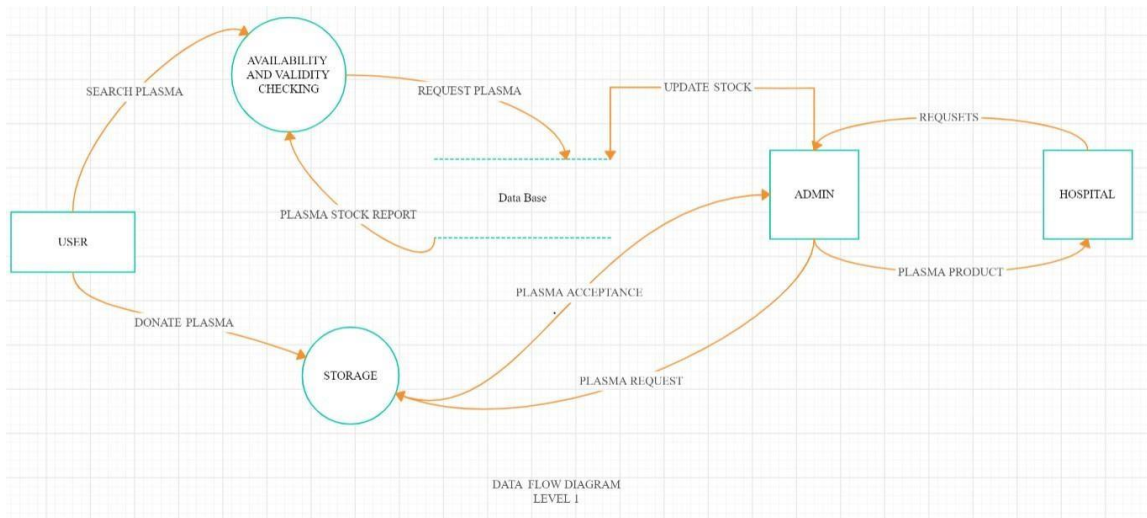 AVAILABILITY
AND VALIDITY
CHECKING
SEARCH PLASMA
REQUEST PLASMA
UPDATE STOCK
REQUSETS
Data Base
ADMIN
HOSPITAL
PLASMA STOCK REPORT
USER
PLASMA PRODUCT
PLASMA ACCEPTANCE
DONATE PLASMA
STORAGE
PLASMA REQUEST
DATA FLOW DIAGRAM
LEVEL 1